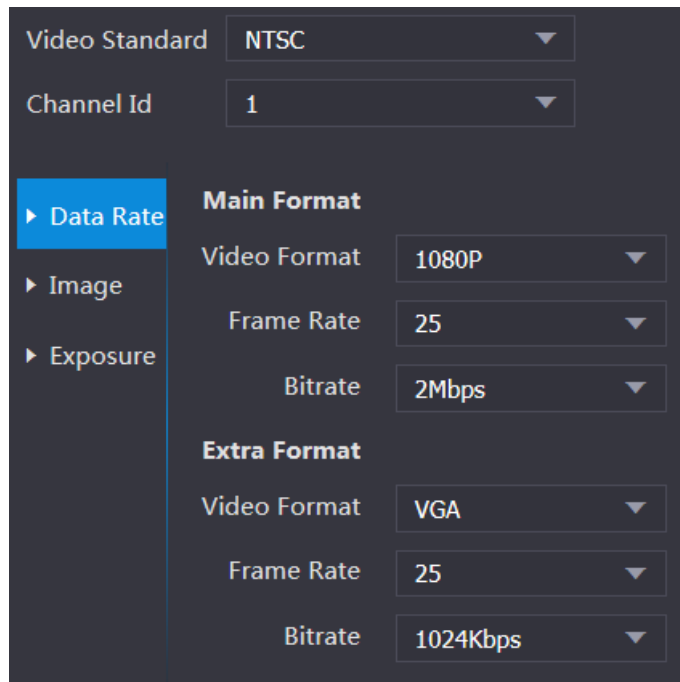 Video Standard NTSC
Channel Id 1
Data Rate
Image
Exposure
Main Format
Video Format 1080P
Frame Rate 25
Bitrate 2Mbps
Extra Format
Video Format VGA
Frame Rate 25
Bitrate 1024Kbps